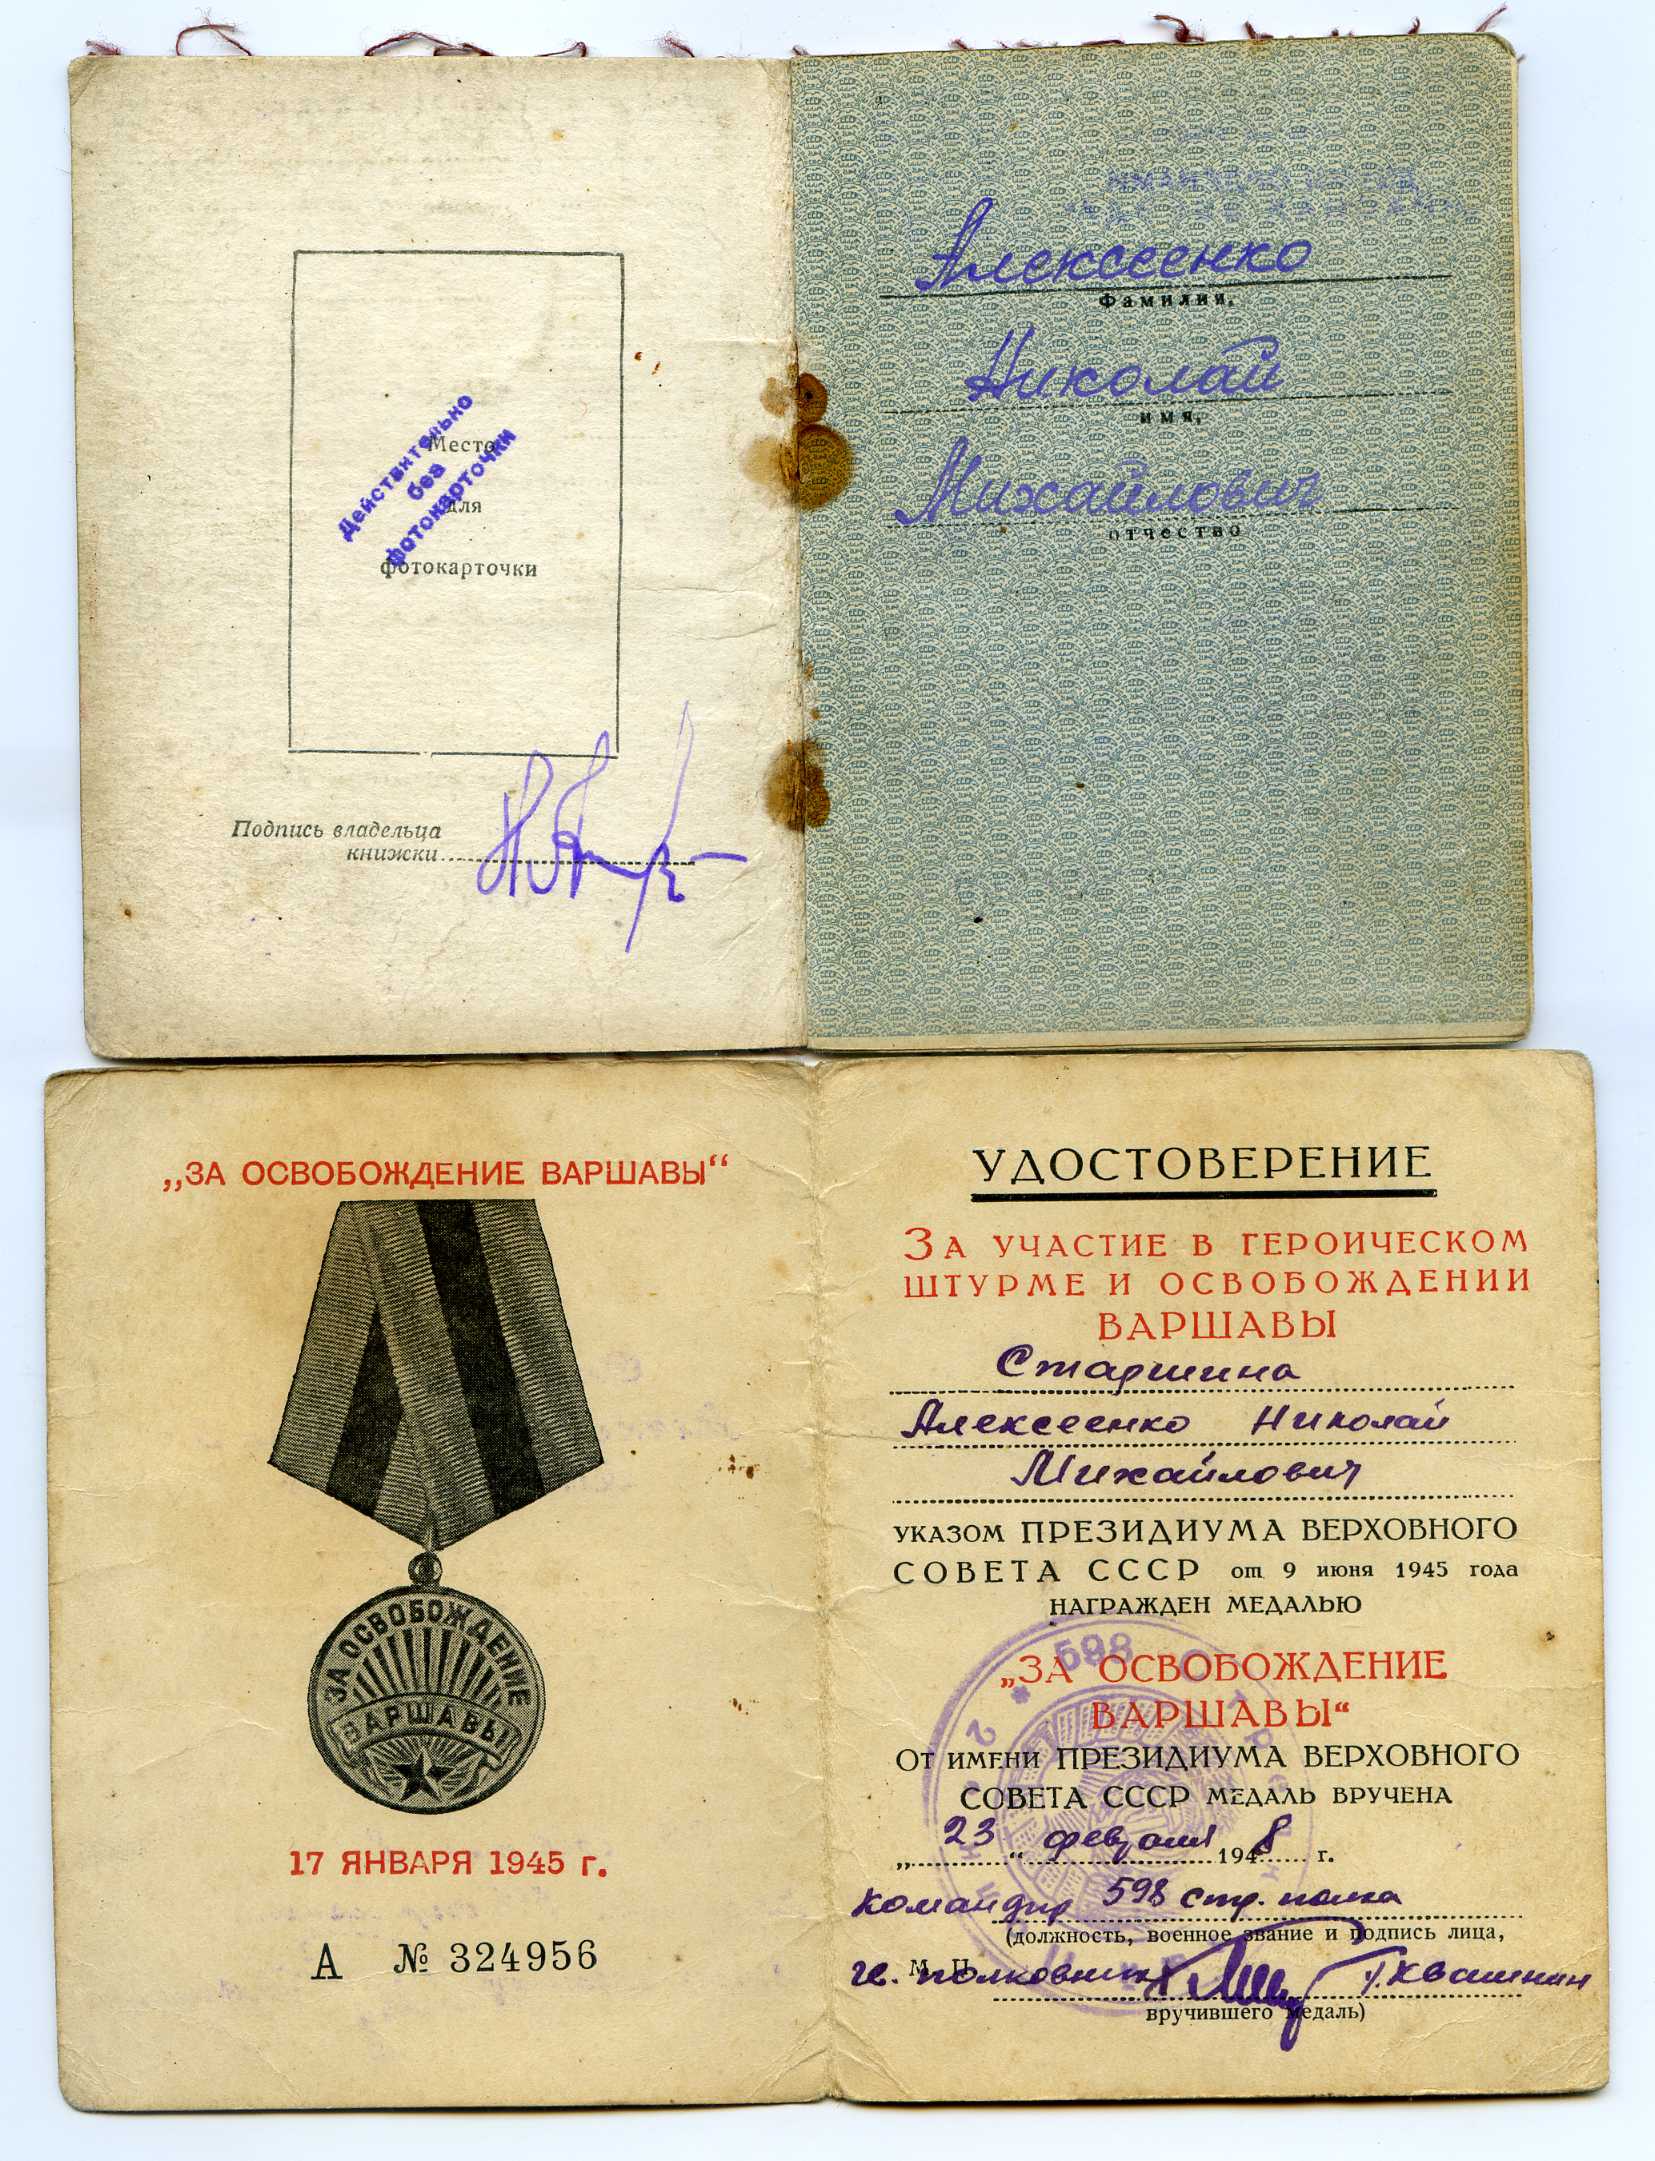 Действительно
без
фотокарточки
Место
для
фотокарточки
Подпись владельца
книжки
Алексеенко
Фамилии,
Николай
имя,
Михайлович
отчество
„ЗА ОСВОБОЖДЕНИЕ ВАРШАВЫ“
ЗА ОСВОБОЖДЕНИЕ
ВАРШАВЫ
17 ЯНВАРЯ 1945 г.
А № 324956
УДОСТОВЕРЕНИЕ
ЗА УЧАСТИЕ В ГЕРОИЧЕСКОМ
ШТУРМЕ И ОСВОБОЖДЕНИИ
ВАРШАВЫ
Старшина
Алексеенко Николай
Михайлович
УКАЗОМ ПРЕЗИДИУМА ВЕРХОВНОГО
СОВЕТА СССР от 9 июня 1945 года
НАГРАЖДЕН МЕДАЛЬЮ
„ЗА ОСВОБОЖДЕНИЕ
ВАРШАВЫ“
ОТ ИМЕНИ ПРЕЗИДИУМА ВЕРХОВНОГО
СОВЕТА СССР МЕДАЛЬ ВРУЧЕНА
„23“ февраля 1948 г.
Командир 598 стр. полка
(должность, военное звание и подпись лица,
М. П. гв. полковник Г. Квашнин
вручившего медаль)
598